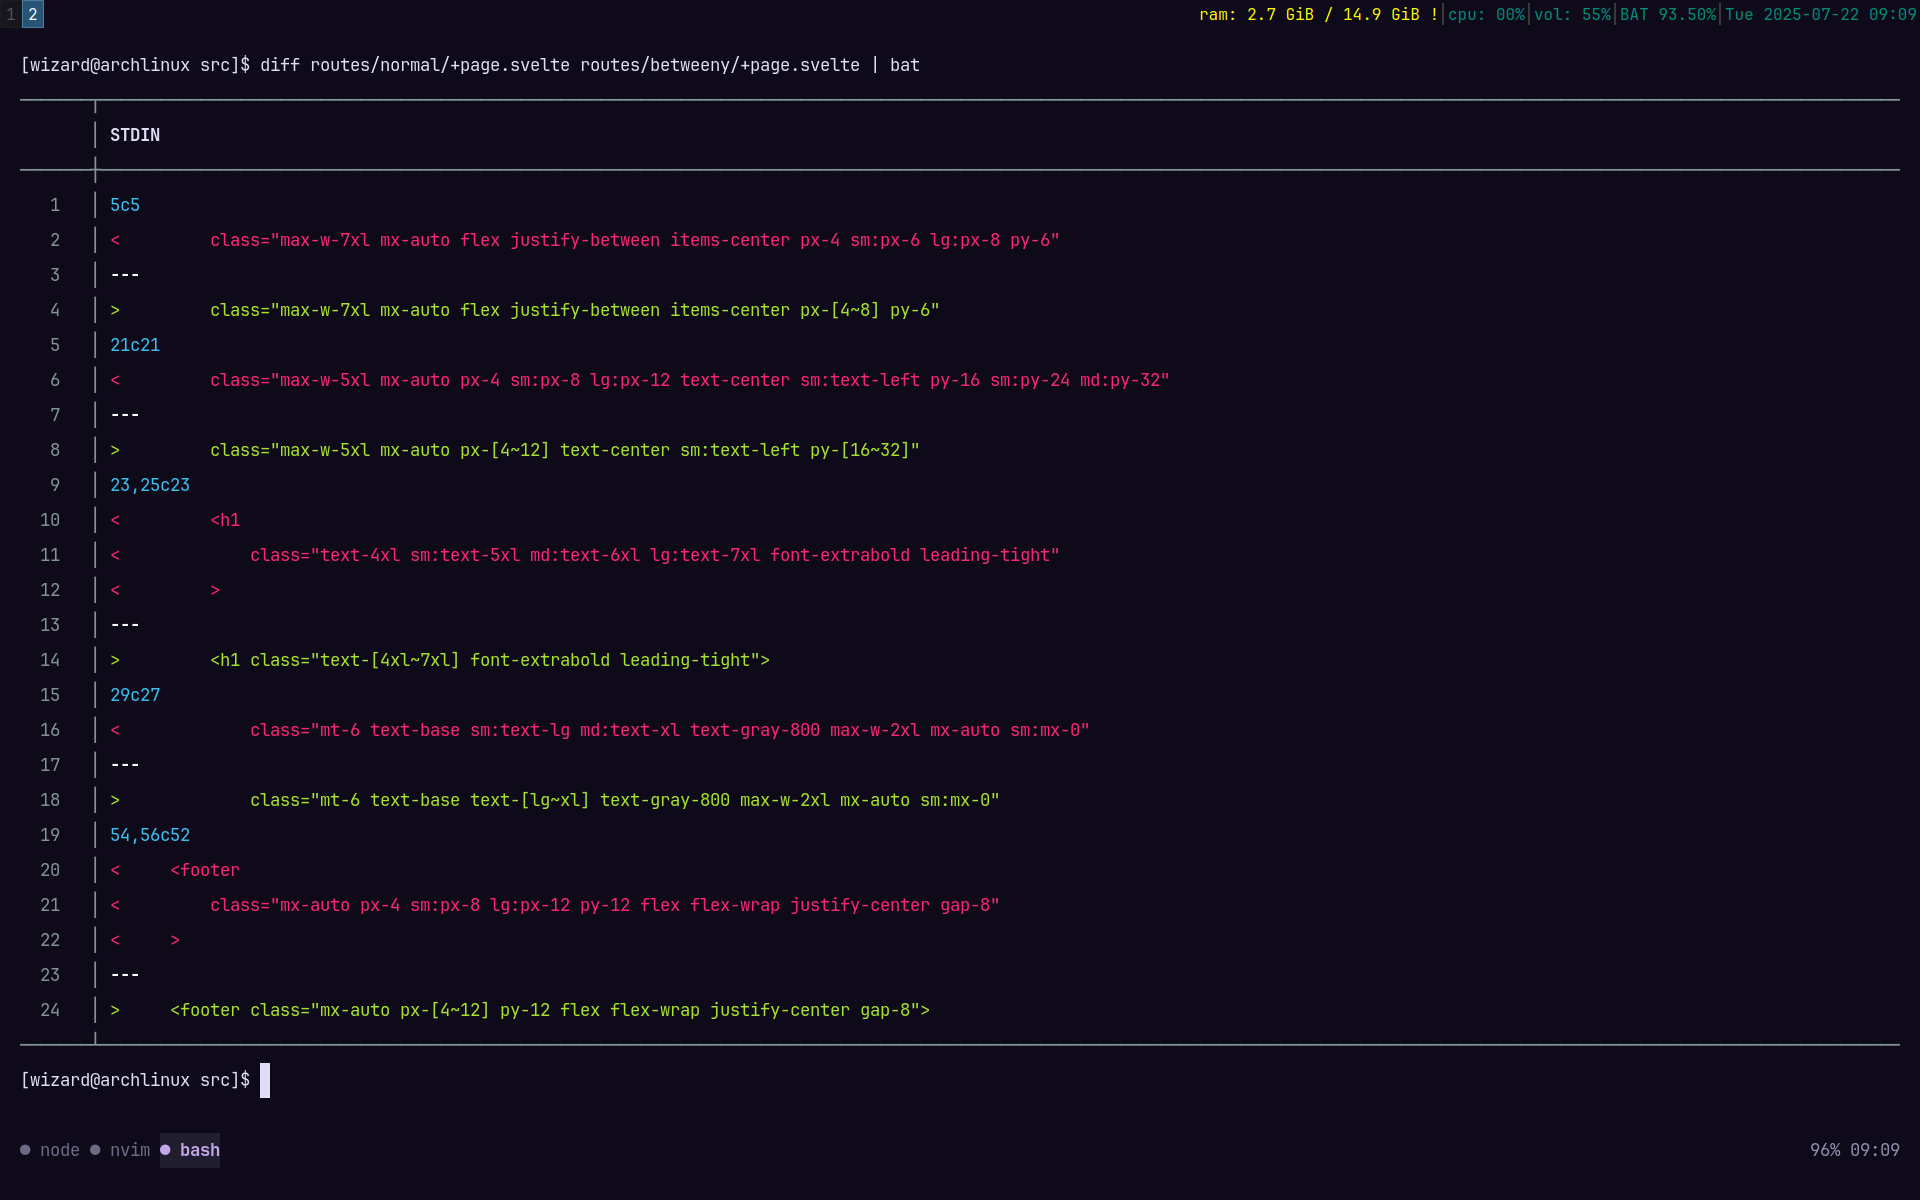 1 2 ram: 2.7 GiB / 14.9 GiB !|cpu: 00%|vol: 55%|BAT 93.50%|Tue 2025-07-22 09:09
[wizard@archlinux src]$ diff routes/normal/+page.svelte routes/betweeny/+page.svelte | bat
STDIN
1 5c5
2 <         class="max-w-7xl mx-auto flex justify-between items-center px-4 sm:px-6 lg:px-8 py-6"
3 ---
4 >         class="max-w-7xl mx-auto flex justify-between items-center px-[4~8] py-6"
5 21c21
6 <         class="max-w-5xl mx-auto px-4 sm:px-8 lg:px-12 text-center sm:text-left py-16 sm:py-24 md:py-32"
7 ---
8 >         class="max-w-5xl mx-auto px-[4~12] text-center sm:text-left py-[16~32]"
9 23,25c23
10 <         <h1
11 <             class="text-4xl sm:text-5xl md:text-6xl lg:text-7xl font-extrabold leading-tight"
12 <         >
13 ---
14 >         <h1 class="text-[4xl~7xl] font-extrabold leading-tight">
15 29c27
16 <             class="mt-6 text-base sm:text-lg md:text-xl text-gray-800 max-w-2xl mx-auto sm:mx-0"
17 ---
18 >             class="mt-6 text-base text-[lg~xl] text-gray-800 max-w-2xl mx-auto sm:mx-0"
19 54,56c52
20 <     <footer
21 <         class="mx-auto px-4 sm:px-8 lg:px-12 py-12 flex flex-wrap justify-center gap-8"
22 <     >
23 ---
24 >     <footer class="mx-auto px-[4~12] py-12 flex flex-wrap justify-center gap-8">
[wizard@archlinux src]$
● node ● nvim ● bash 96% 09:09